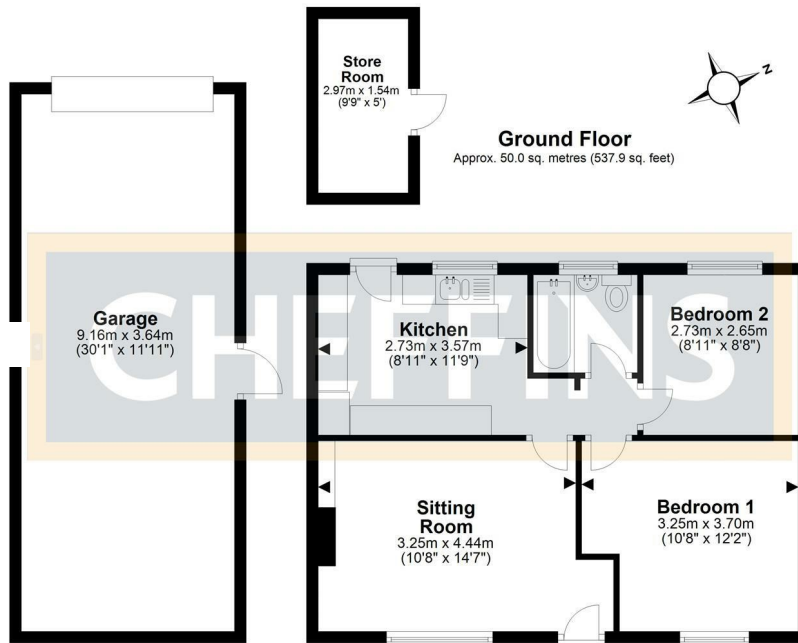 Store
Room
2.97m x 1.54m
(9'9" x 5')
N
Ground Floor
Approx. 50.0 sq. metres (537.9 sq. feet)
CHEFFINS
Garage
9.16m x 3.64m
(30'1" x 11'11")
Kitchen
2.73m x 3.57m
(8'11" x 11'9")
Bedroom 2
2.73m x 2.65m
(8'11" x 8'8")
Sitting
Room
3.25m x 4.44m
(10'8" x 14'7")
Bedroom 1
3.25m x 3.70m
(10'8" x 12'2")